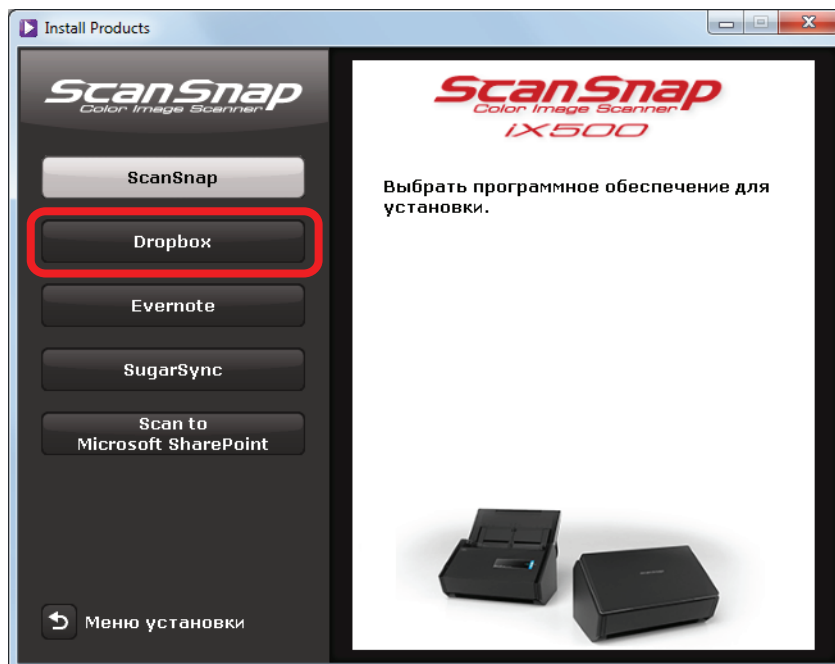 Install Products
ScanSnap
Color Image Scanner
ScanSnap
Dropbox
Evernote
SugarSync
Scan to
Microsoft SharePoint
Меню установки
ScanSnap
Color Image Scanner
iX500
Выбрать программное обеспечение для
установки.